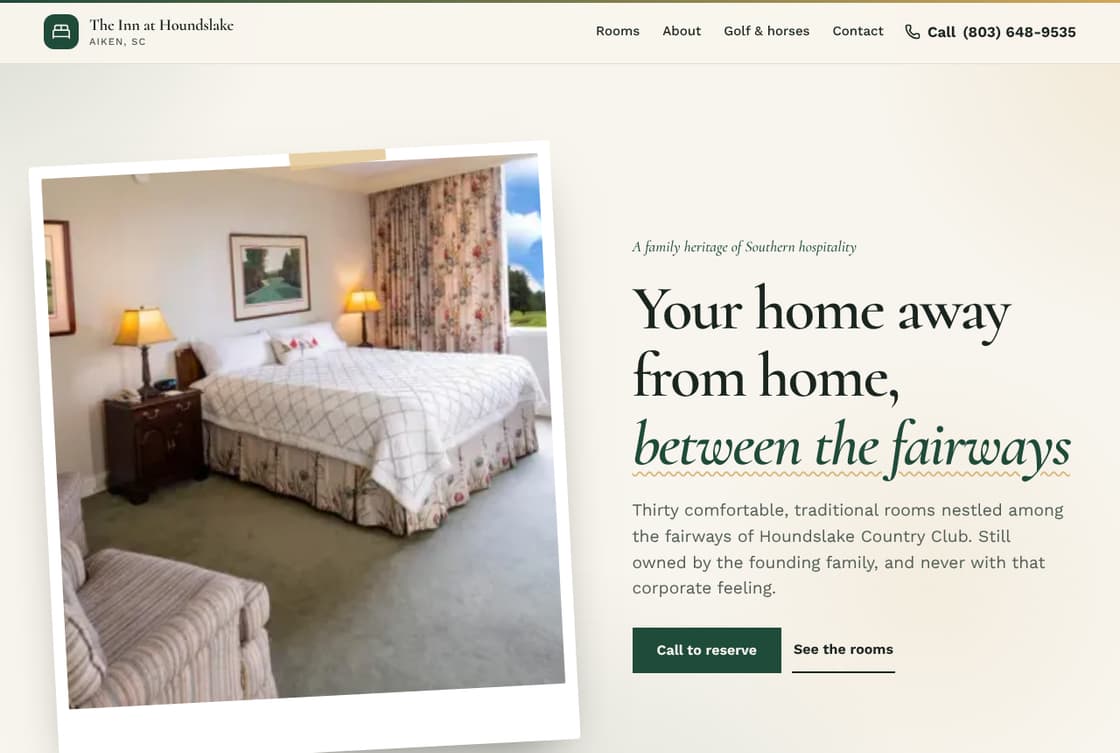 The Inn at Houndslake
AIKEN, SC
Rooms
About
Golf & horses
Contact
Call (803) 648-9535
A family heritage of Southern hospitality
Your home away
from home,
between the fairways
Thirty comfortable, traditional rooms nestled among
the fairways of Houndslake Country Club. Still
owned by the founding family, and never with that
corporate feeling.
Call to reserve
See the rooms